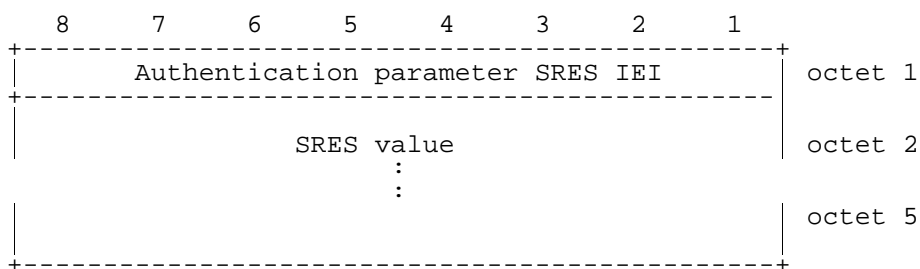 8 7 6 5 4 3 2 1
Authentication parameter SRES IEI octet 1
SRES value octet 2
:
:
octet 5